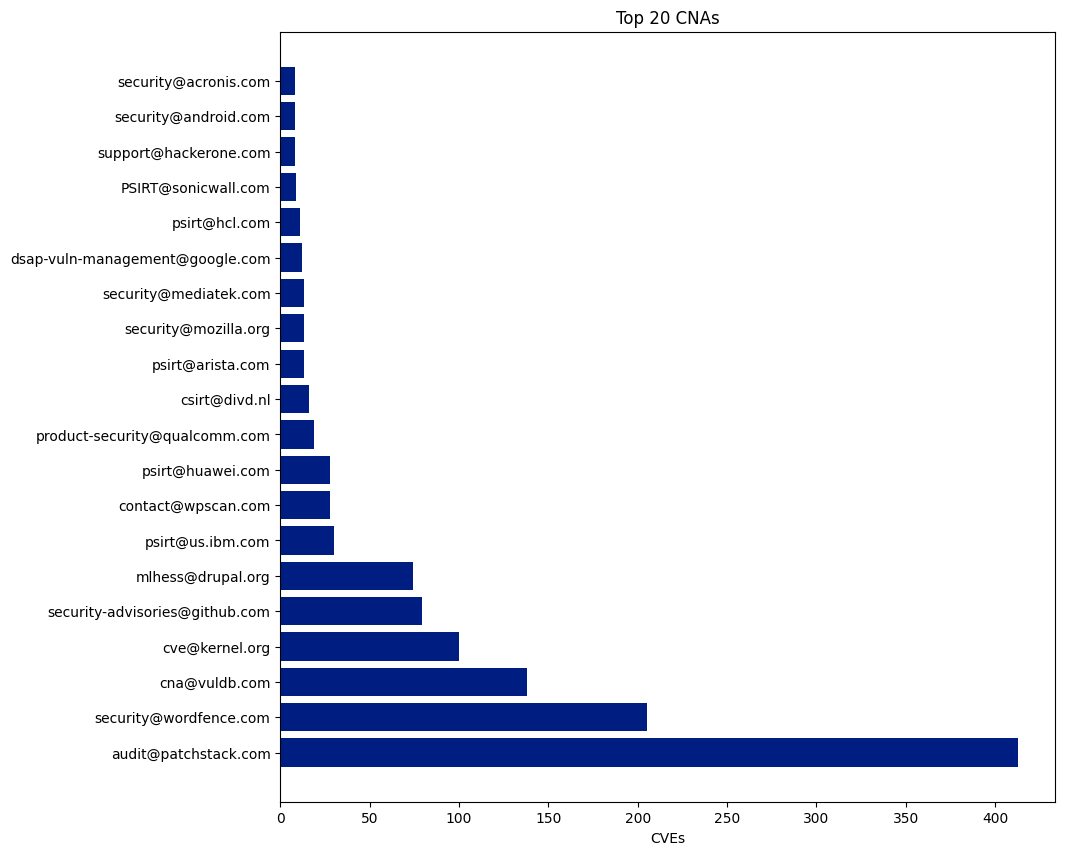 Top 20 CNAs
security@acronis.com
security@android.com
support@hackerone.com
PSIRT@sonicwall.com
psirt@hcl.com
dsap-vuln-management@google.com
security@mediatek.com
security@mozilla.org
psirt@arista.com
csirt@divd.nl
product-security@qualcomm.com
psirt@huawei.com
contact@wpscan.com
psirt@us.ibm.com
mlhess@drupal.org
security-advisories@github.com
cve@kernel.org
cna@vuldb.com
security@wordfence.com
audit@patchstack.com
0 50 100 150 200 250 300 350 400
CVEs